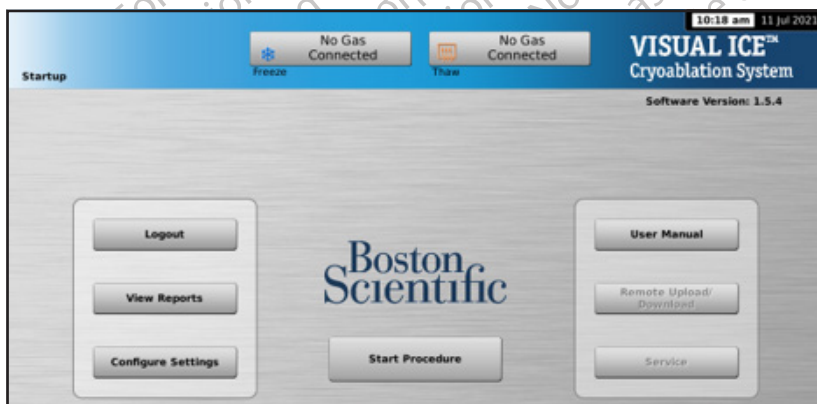 10:18 am 11 Jul 2021
No Gas
Connected
Freeze
No Gas
Connected
Thaw
VISUAL ICE™
Cryoablation System
Startup
Software Version: 1.5.4
Logout
View Reports
Configure Settings
Boston
Scientific
Start Procedure
User Manual
Remote Upload/
Download
Service